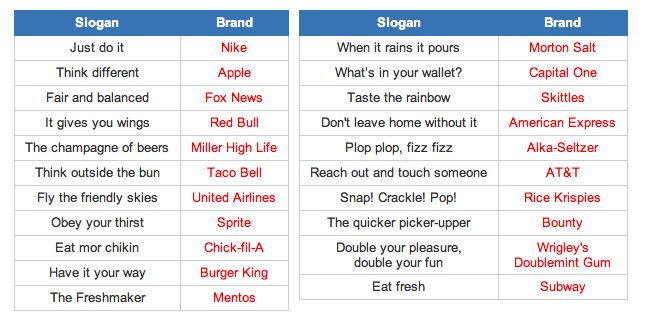 Slogan Brand
Just do it Nike
Think different Apple
Fair and balanced Fox News
It gives you wings Red Bull
The champagne of beers Miller High Life
Think outside the bun Taco Bell
Fly the friendly skies United Airlines
Obey your thirst Sprite
Eat mor chikin Chick-fil-A
Have it your way Burger King
The Freshmaker Mentos
Slogan Brand
When it rains it pours Morton Salt
What's in your wallet? Capital One
Taste the rainbow Skittles
Don't leave home without it American Express
Plop plop, fizz fizz Alka-Seltzer
Reach out and touch someone AT&T
Snap! Crackle! Pop! Rice Krispies
The quicker picker-upper Bounty
Double your pleasure, Wrigley's
double your fun Doublemint Gum
Eat fresh Subway